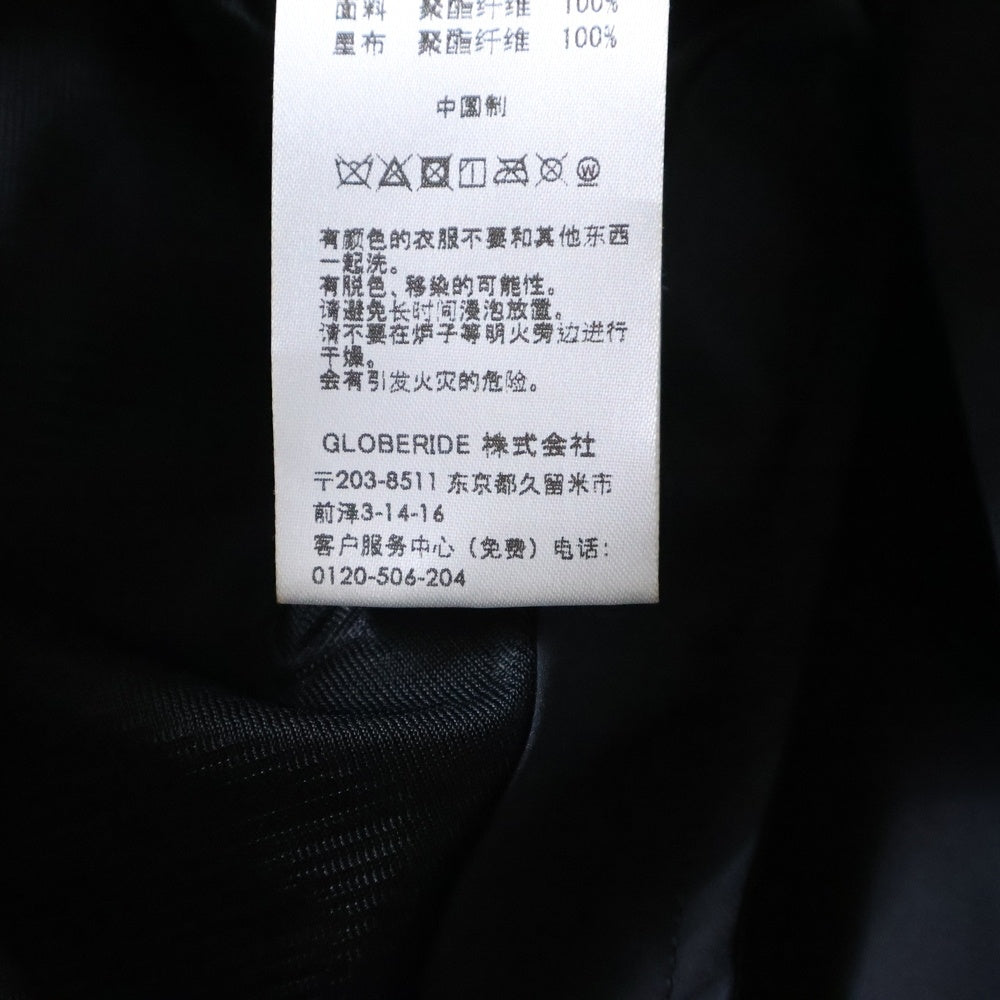 面料 聚酯纤维 100%
里布 聚酯纤维 100%
中国制
W
有颜色的衣服不要和其他东西
一起洗。
有脱色、移染的可能性。
请避免长时间浸泡放置。
请不要在炉子等明火旁边进行
干燥。
会有引发火灾的危险。
GLOBERIDE 株式会社
〒203-8511 东京都久留米市
前泽3-14-16
客户服务中心（免费）电话：
0120-506-204